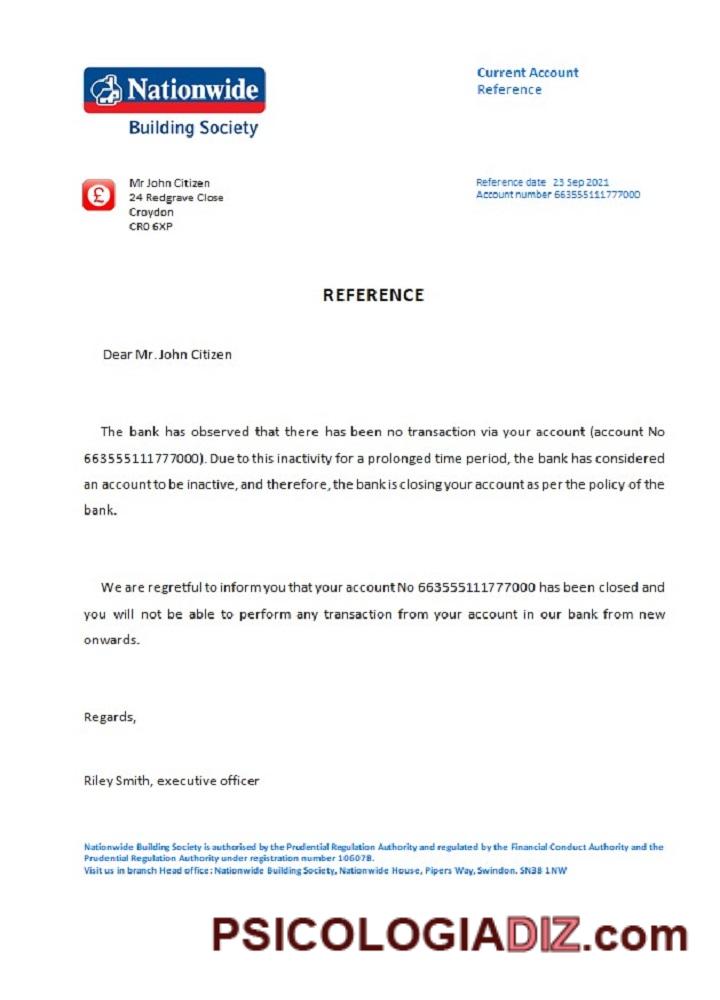 Nationwide
Building Society
Current Account
Reference
£
Mr John Citizen
24 Redgrave Close
Croydon
CR0 6XP
Reference date 23 Sep 2021
Account number 663555111777000
REFERENCE
Dear Mr. John Citizen
The bank has observed that there has been no transaction via your account (account No
663555111777000). Due to this inactivity for a prolonged time period, the bank has considered
an account to be inactive, and therefore, the bank is closing your account as per the policy of the
bank.
We are regretful to inform you that your account No 663555111777000 has been closed and
you will not be able to perform any transaction from your account in our bank from new
onwards.
Regards,
Riley Smith, executive officer
Nationwide Building Society is authorised by the Prudential Regulation Authority and regulated by the Financial Conduct Authority and the
Prudential Regulation Authority under registration number 106078.
Visit us in branch Head office: Nationwide Building Society, Nationwide House, Pipers Way, Swindon. SN38 1NW
PSICOLOGIADIZ.com